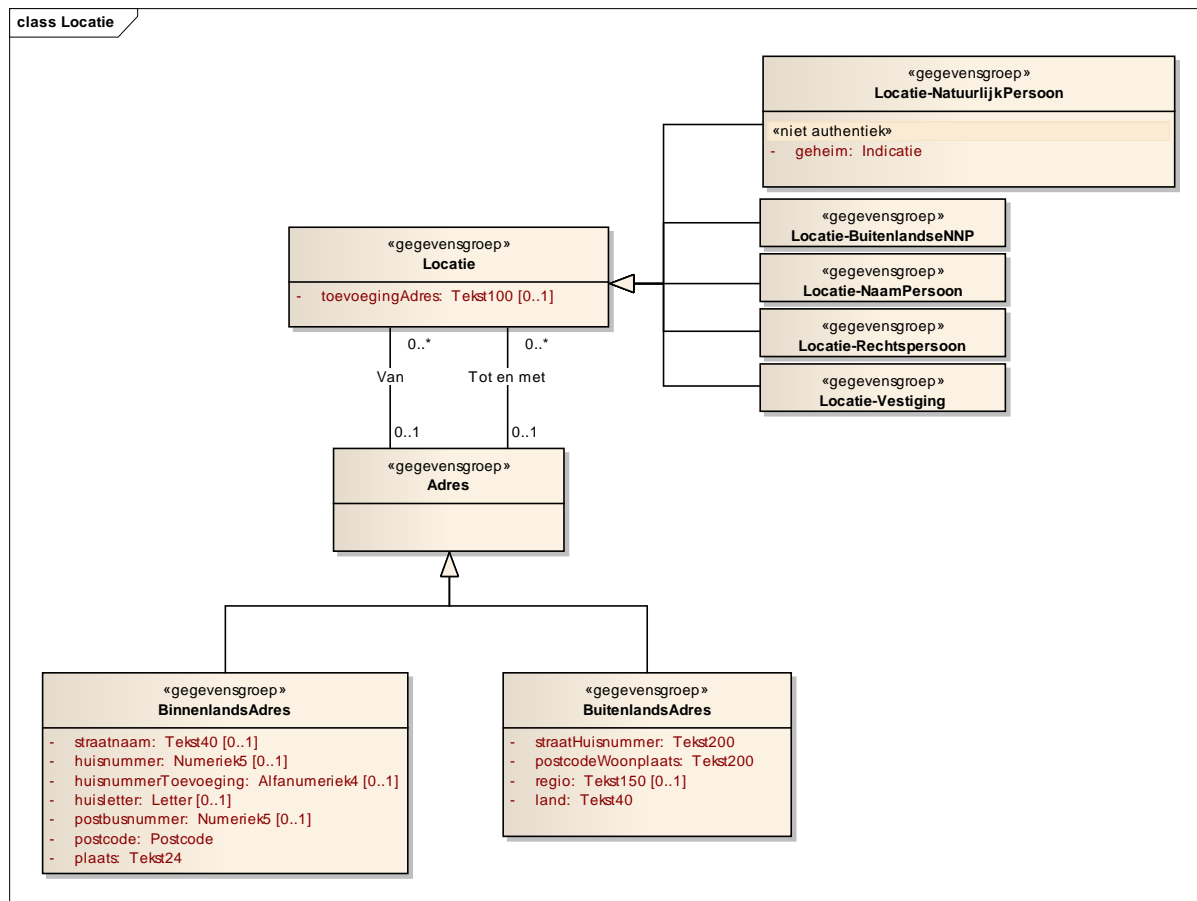 class Locatie
«gegevensgroep»
Locatie-NatuurlijkPersoon
«niet authentiek»
- geheim: Indicatie
«gegevensgroep»
Locatie-BuitenlandseNNP
«gegevensgroep»
Locatie-NaamPersoon
«gegevensgroep»
Locatie-Rechtspersoon
«gegevensgroep»
Locatie-Vestiging
«gegevensgroep»
Locatie
- toevoegingAdres: Tekst100 [0..1]
0..* 0..*
Van Tot en met
0..1 0..1
«gegevensgroep»
Adres
«gegevensgroep»
BinnenlandsAdres
- straatnaam: Tekst40 [0..1]
- huisnummer: Numeriek5 [0..1]
- huisnummerToevoeging: Alfanumeriek4 [0..1]
- huisletter: Letter [0..1]
- postbusnummer: Numeriek5 [0..1]
- postcode: Postcode
- plaats: Tekst24
«gegevensgroep»
BuitenlandsAdres
- straatHuisnummer: Tekst200
- postcodeWoonplaats: Tekst200
- regio: Tekst150 [0..1]
- land: Tekst40